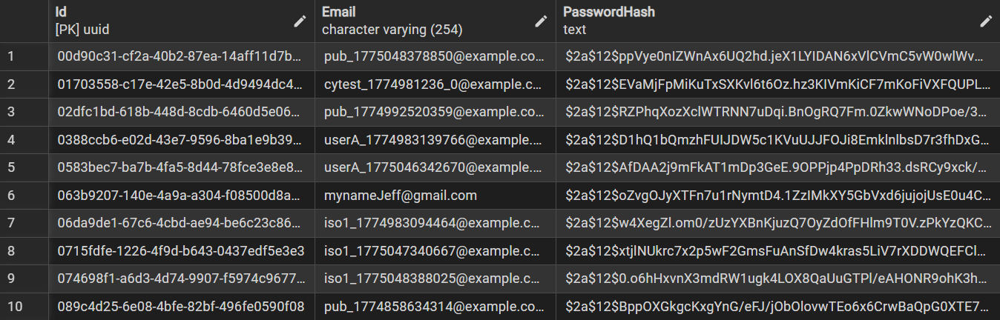 Id Email PasswordHash
[PK] uuid character varying (254) text
1 00d90c31-cf2a-40b2-87ea-14aff11d7b... pub_1775048378850@example.co... $2a$12$ppVye0nIZWnAx6UQ2hd.jeX1LYIDAN6xVlCVmC5vW0wlWv...
2 01703558-c17e-42e5-8b0d-4d9494dc4... cytest_1774981236_0@example.c... $2a$12$EVaMjFpMiKuTxSXKvl6t6Oz.hz3KIVmKiCF7mKoFiVXFQUPL...
3 02dfc1bd-618b-448d-8cdb-6460d5e06... pub_1774992520359@example.co... $2a$12$RZPhqXozXclWTRNN7uDqi.BnOgRQ7Fm.0ZkwWNoDPoe/3...
4 0388ccb6-e02d-43e7-9596-8ba1e9b39... userA_1774983139766@example.... $2a$12$D1hQ1bQmzhFUIJDW5c1KVuUJJFOJi8EmklnlbsD7r3fhDxG...
5 0583bec7-ba7b-4fa5-8d44-78fce3e8e8... userA_1775046342670@example.... $2a$12$AfDAA2j9mFkAT1mDp3GeE.9OPPjp4PpDRh33.dsRCy9xck/...
6 063b9207-140e-4a9a-a304-f08500d8a... mynameJeff@gmail.com $2a$12$oZvgOJyXTFn7u1rNymtD4.1ZzIMkXY5GbVxd6jujojUsE0u4C...
7 06da9de1-67c6-4cbd-ae94-be6c23c86... iso1_1774983094464@example.c... $2a$12$w4XegZl.om0/zUzYXBnKjuzQ7OyZdOfFHlm9T0V.zPkYzQKC...
8 0715fdfe-1226-4f9d-b643-0437edf5e3e3 iso1_1775047340667@example.c... $2a$12$xtjlNUkrc7x2p5wF2GmsFuAnSfDw4kras5LiV7rXDDWQEFCl...
9 074698f1-a6d3-4d74-9907-f5974c9677... iso1_1775048388025@example.c... $2a$12$0.o6hHxvnX3mdRW1ugk4LOX8QaUuGTPl/eAHONR9ohK3h...
10 089c4d25-6e08-4bfe-82bf-496fe0590f08 pub_1774858634314@example.co... $2a$12$BppOXGkgcKxgYnG/eFJ/jObOlovwTEo6x6CrwBaQpG0XTE7...